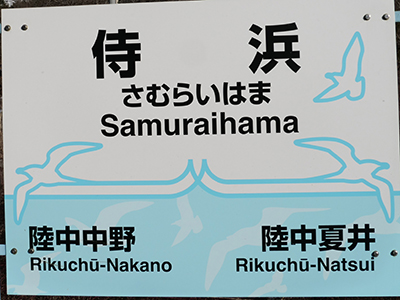 侍浜
さむらいはま
Samuraihama
陸中中野 陸中夏井
Rikuchū-Nakano Rikuchū-Natsui